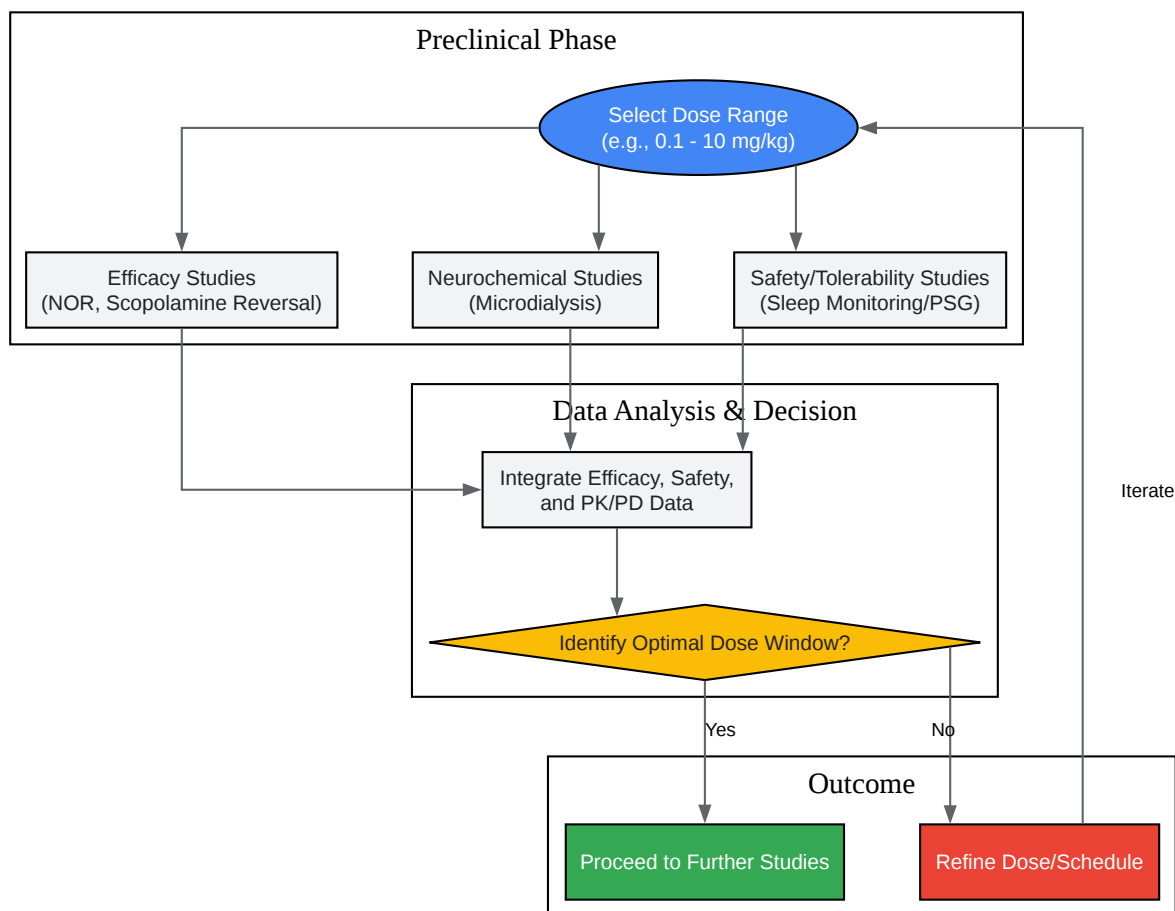 Preclinical Phase
Select Dose Range
(e.g., 0.1 - 10 mg/kg)
Efficacy Studies
(NOR, Scopolamine Reversal)
Neurochemical Studies
(Microdialysis)
Safety/Tolerability Studies
(Sleep Monitoring/PSG)
Data Analysis & Decision
Integrate Efficacy, Safety,
and PK/PD Data
Iterate
Identify Optimal Dose Window?
Yes
No
Outcome
Proceed to Further Studies
Refine Dose/Schedule